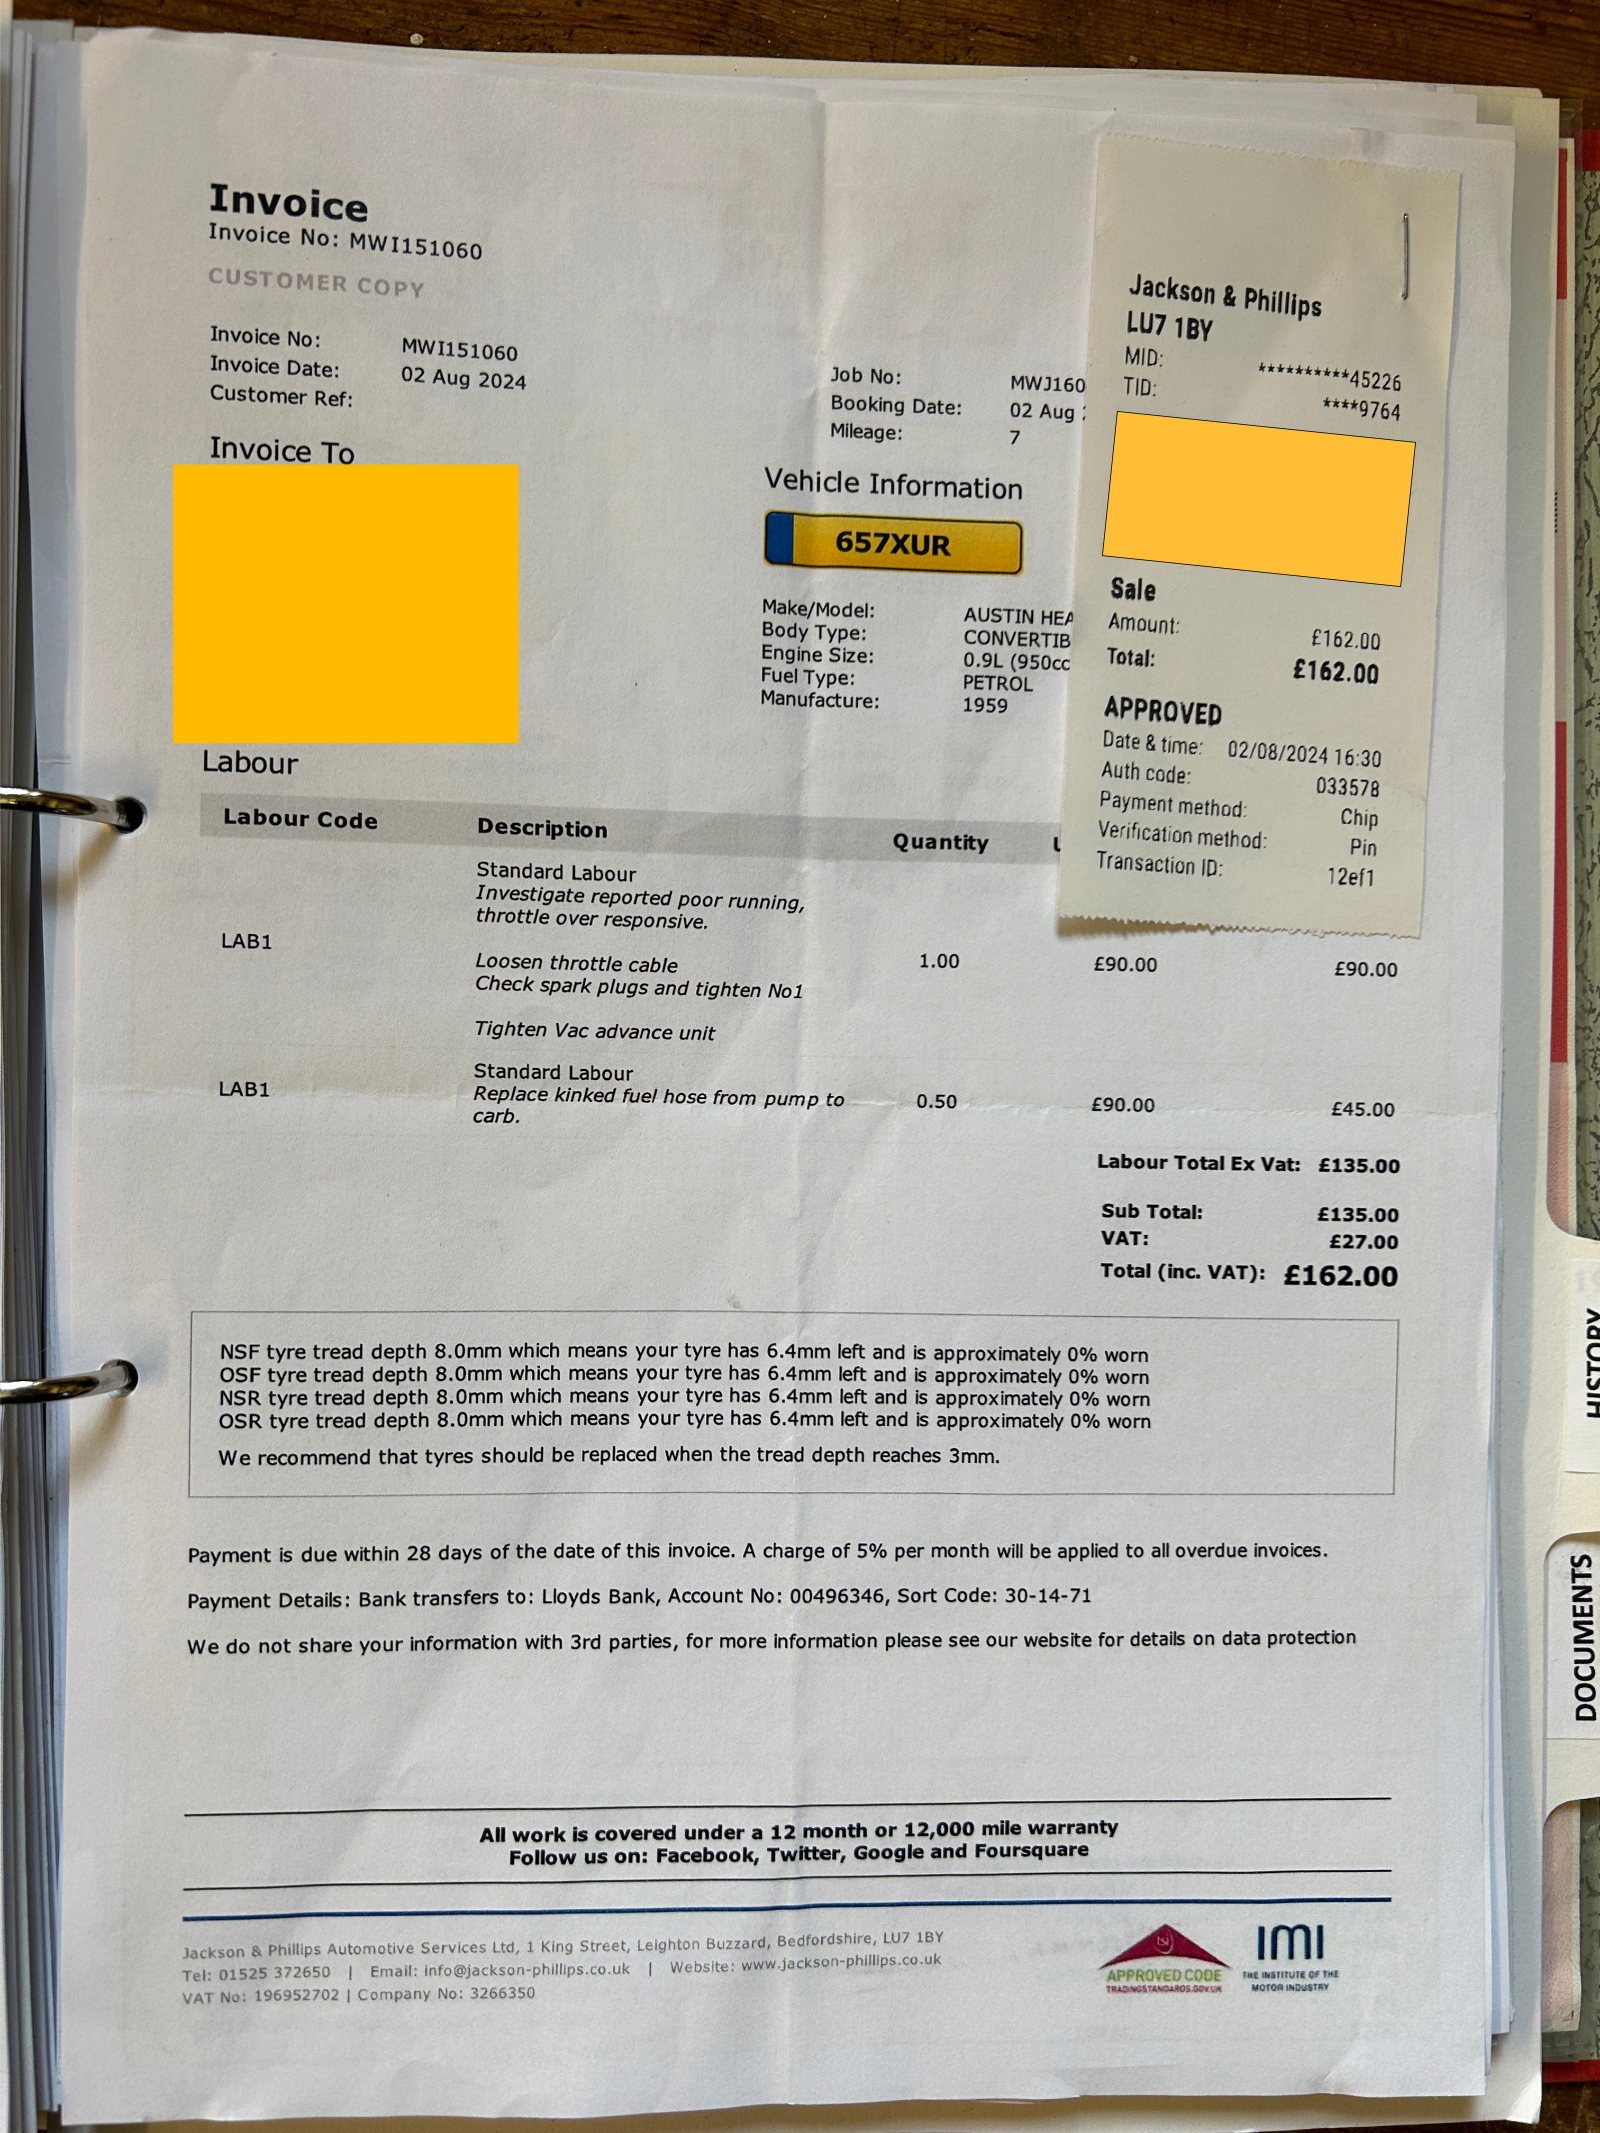 Invoice
Invoice No: MWI151060
CUSTOMER COPY
Invoice No: MWI151060
Invoice Date: 02 Aug 2024
Customer Ref:
Invoice To
Job No: MWJ160
Booking Date: 02 Aug
Mileage: 7
Vehicle Information
657XUR
Make/Model: AUSTIN HEA
Body Type: CONVERTIB
Engine Size: 0.9L (950cc
Fuel Type: PETROL
Manufacture: 1959
Jackson & Phillips
LU7 1BY
MID: **********45226
TID: ****9764
Sale
Amount: £162.00
Total: £162.00
APPROVED
Date & time: 02/08/2024 16:30
Auth code: 033578
Payment method: Chip
Verification method: Pin
Transaction ID: 12ef1
Labour
Labour Code Description Quantity
Standard Labour
Investigate reported poor running,
throttle over responsive.
LAB1 1.00 £90.00 £90.00
Loosen throttle cable
Check spark plugs and tighten No1
Tighten Vac advance unit
Standard Labour
LAB1 Replace kinked fuel hose from pump to 0.50 £90.00 £45.00
carb.
Labour Total Ex Vat: £135.00
Sub Total: £135.00
VAT: £27.00
Total (inc. VAT): £162.00
NSF tyre tread depth 8.0mm which means your tyre has 6.4mm left and is approximately 0% worn
OSF tyre tread depth 8.0mm which means your tyre has 6.4mm left and is approximately 0% worn
NSR tyre tread depth 8.0mm which means your tyre has 6.4mm left and is approximately 0% worn
OSR tyre tread depth 8.0mm which means your tyre has 6.4mm left and is approximately 0% worn
We recommend that tyres should be replaced when the tread depth reaches 3mm.
Payment is due within 28 days of the date of this invoice. A charge of 5% per month will be applied to all overdue invoices.
Payment Details: Bank transfers to: Lloyds Bank, Account No: 00496346, Sort Code: 30-14-71
We do not share your information with 3rd parties, for more information please see our website for details on data protection
All work is covered under a 12 month or 12,000 mile warranty
Follow us on: Facebook, Twitter, Google and Foursquare
Jackson & Phillips Automotive Services Ltd, 1 King Street, Leighton Buzzard, Bedfordshire, LU7 1BY
Tel: 01525 372650 | Email: info@jackson-phillips.co.uk | Website: www.jackson-phillips.co.uk
VAT No: 196952702 | Company No: 3266350
APPROVED CODE
TRADINGSTANDARDS.GOV.UK
IMI
THE INSTITUTE OF THE
MOTOR INDUSTRY
HISTORY
DOCUMENTS